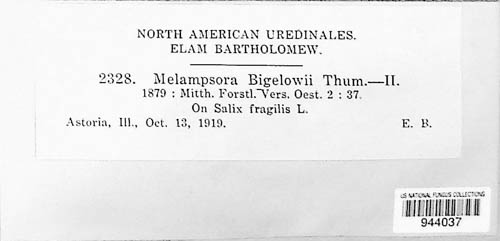 NORTH AMERICAN UREDINALES.
ELAM BARTHOLOMEW.
2328. Melampsora Bigelowii Thum.—II.
1879 : Mitth. Forstl. Vers. Oest. 2 : 37.
On Salix fragilis L.
Astoria, Ill., Oct. 13, 1919. E. B.
US NATIONAL FUNGUS COLLECTIONS
944037